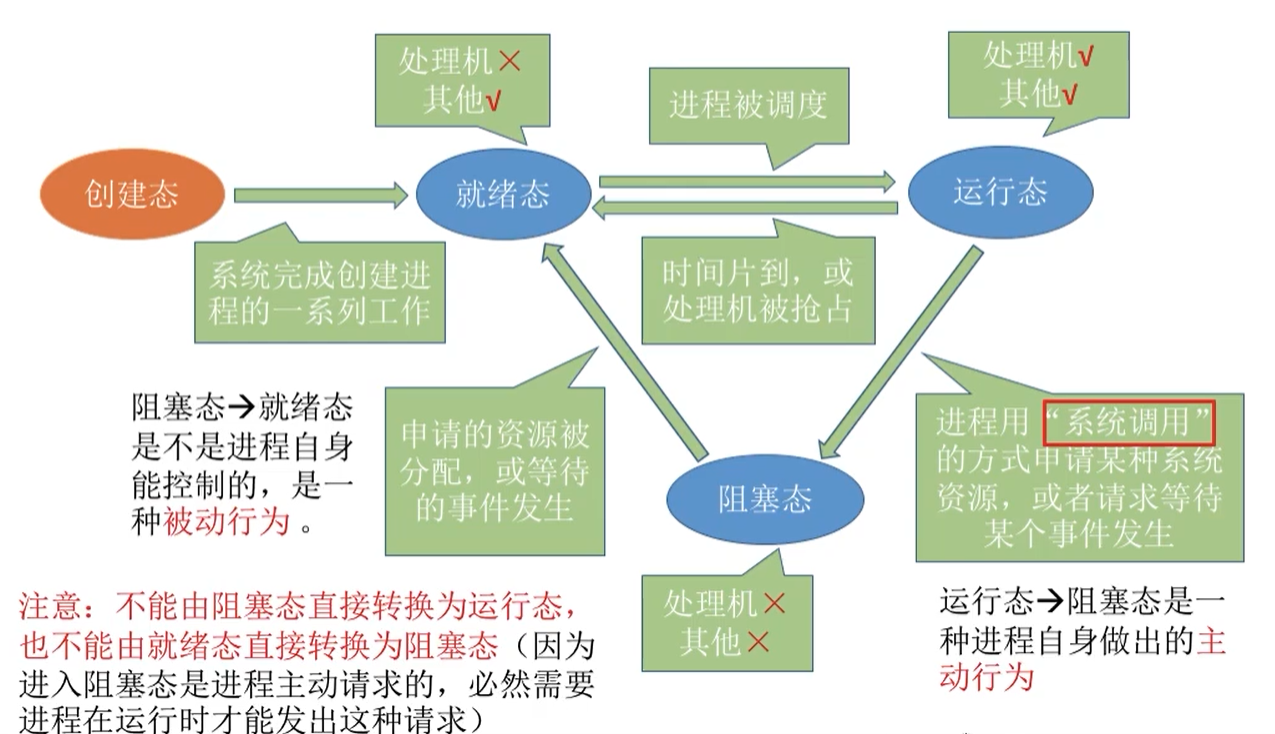 处理机×
其他√
进程被调度
处理机√
其他√
创建态
就绪态
运行态
系统完成创建进
程的一系列工作
时间片到，或
处理机被抢占
阻塞态→就绪态
是不是进程自身
能控制的，是一
种被动行为 。
申请的资源被
分配，或等待
的事件发生
阻塞态
进程用“系统调用”
的方式申请某种系统
资源，或者请求等待
某个事件发生
处理机×
其他×
注意：不能由阻塞态直接转换为运行态，
也不能由就绪态直接转换为阻塞态（因为
进入阻塞态是进程主动请求的，必然需要
进程在运行时才能发出这种请求）
运行态→阻塞态是一
种进程自身做出的主
动行为